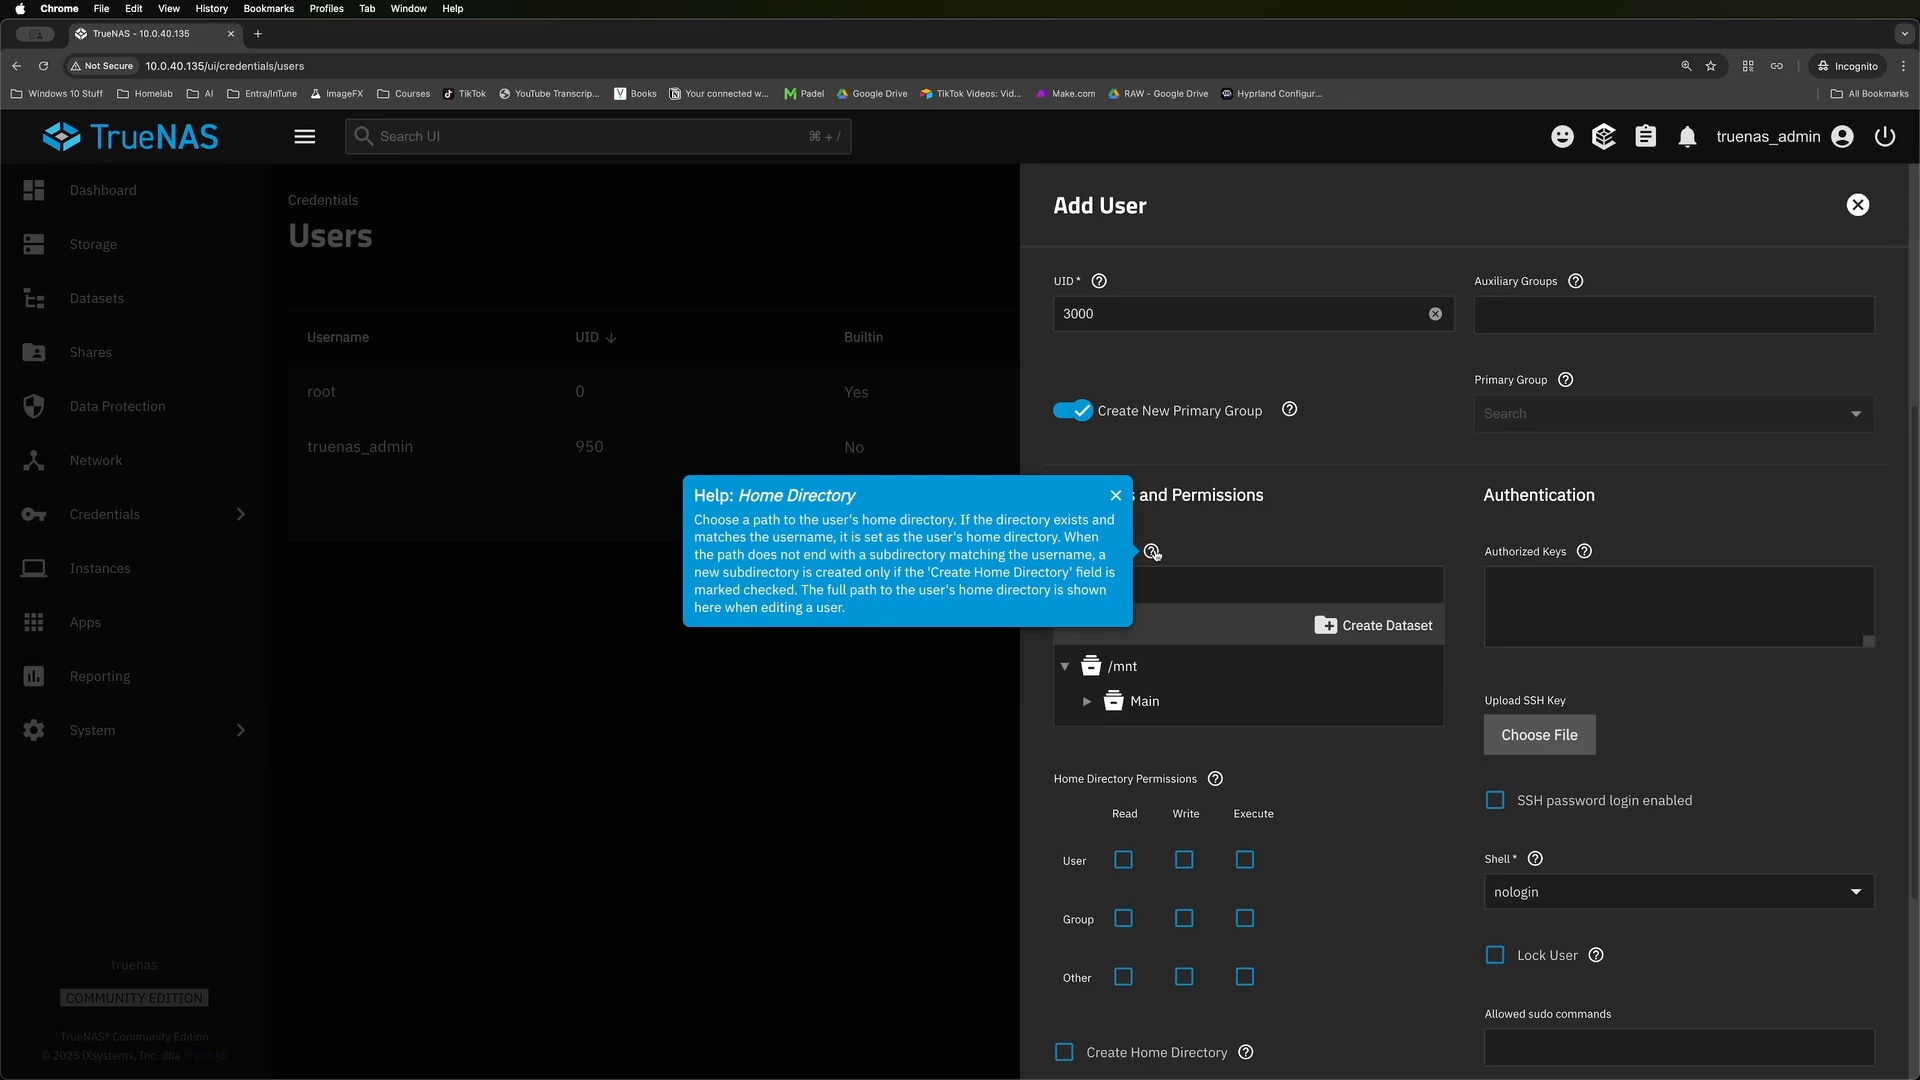 Chrome File Edit View History Bookmarks Profiles Tab Window Help
TrueNAS - 10.0.40.135
Not Secure 10.0.40.135/ui/credentials/users
Incognito
Windows 10 Stuff Homelab AI Entra/InTune ImageFX Courses TikTok YouTube Transcrip... Books Your connected w... Padel Google Drive TikTok Videos: Vid... Make.com RAW - Google Drive Hyprland Configur... All Bookmarks
TrueNAS
Search UI
⌘ + /
truenas_admin
Dashboard
Storage
Datasets
Shares
Data Protection
Network
Credentials
Instances
Apps
Reporting
System
truenas
COMMUNITY EDITION
TrueNAS® Community Edition
© 2025 iXsystems, Inc. dba TrueNAS
Credentials
Users
Username UID Builtin
root 0 Yes
truenas_admin 950 No
Add User
UID *
3000
Auxiliary Groups
Create New Primary Group
Primary Group
Search
Help: Home Directory
Choose a path to the user's home directory. If the directory exists and
matches the username, it is set as the user's home directory. When
the path does not end with a subdirectory matching the username, a
new subdirectory is created only if the 'Create Home Directory' field is
marked checked. The full path to the user's home directory is shown
here when editing a user.
s and Permissions
Create Dataset
/mnt
Main
Home Directory Permissions
Read Write Execute
User
Group
Other
Create Home Directory
Authentication
Authorized Keys
Upload SSH Key
Choose File
SSH password login enabled
Shell *
nologin
Lock User
Allowed sudo commands